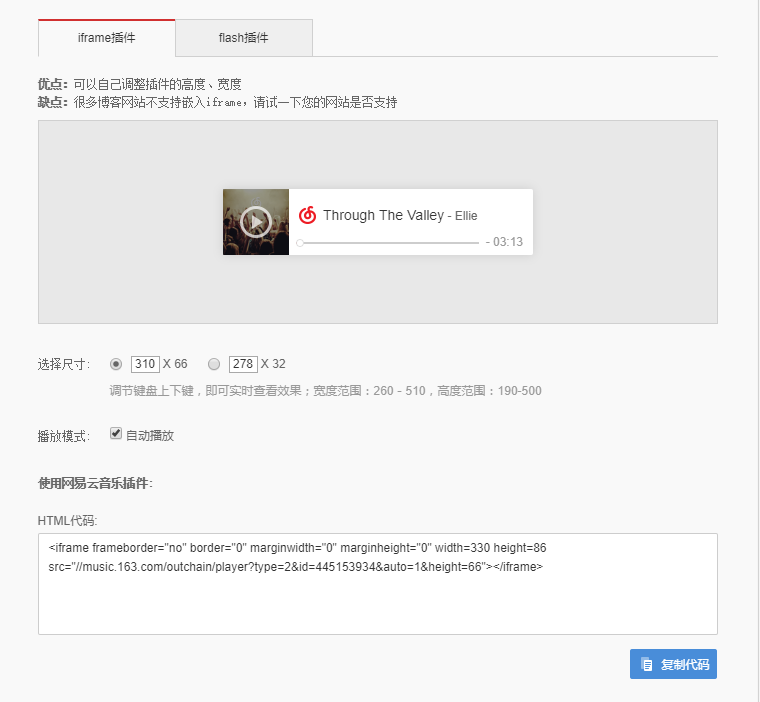 iframe插件
flash插件
优点：可以自己调整插件的高度、宽度
缺点：很多博客网站不支持嵌入iframe，请试一下您的网站是否支持
Through The Valley - Ellie
- 03:13
选择尺寸： 310 X 66 278 X 32
调节键盘上下键，即可实时查看效果；宽度范围：260 - 510，高度范围：190-500
播放模式： 自动播放
使用网易云音乐插件：
HTML代码:
<iframe frameborder="no" border="0" marginwidth="0" marginheight="0" width=330 height=86
src="//music.163.com/outchain/player?type=2&id=445153934&auto=1&height=66"></iframe>
复制代码